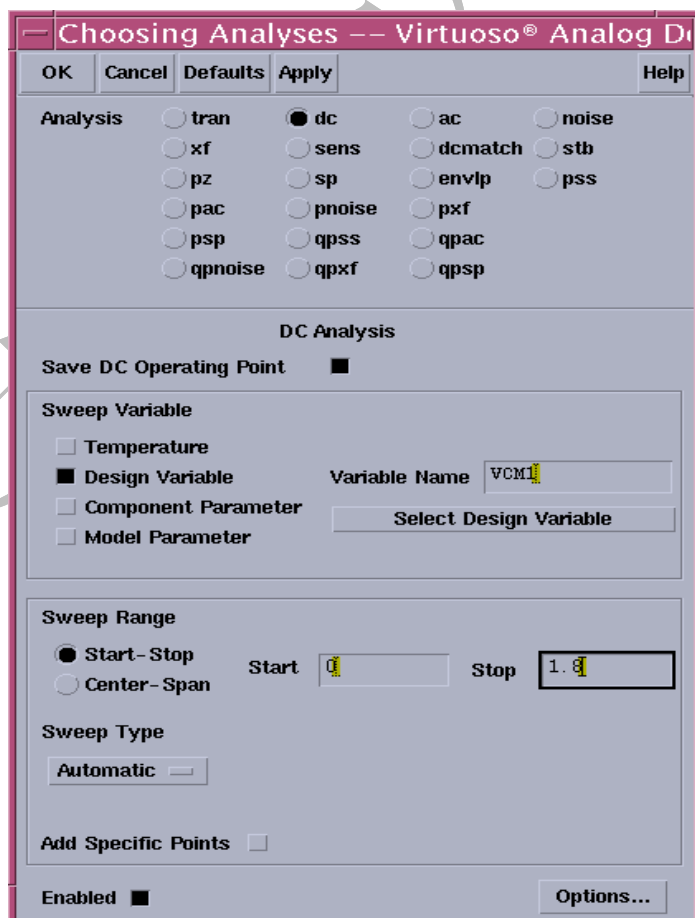 Choosing Analyses -- Virtuoso® Analog D
OK Cancel Defaults Apply Help
Analysis tran dc ac noise
xf sens dcmatch stb
pz sp envlp pss
pac pnoise pxf
psp qpss qpac
qpnoise qpxf qpsp
DC Analysis
Save DC Operating Point
Sweep Variable
Temperature
Design Variable Variable Name VCM1
Component Parameter Select Design Variable
Model Parameter
Sweep Range
Start-Stop Start 0 Stop 1.8
Center-Span
Sweep Type
Automatic
Add Specific Points
Enabled Options...